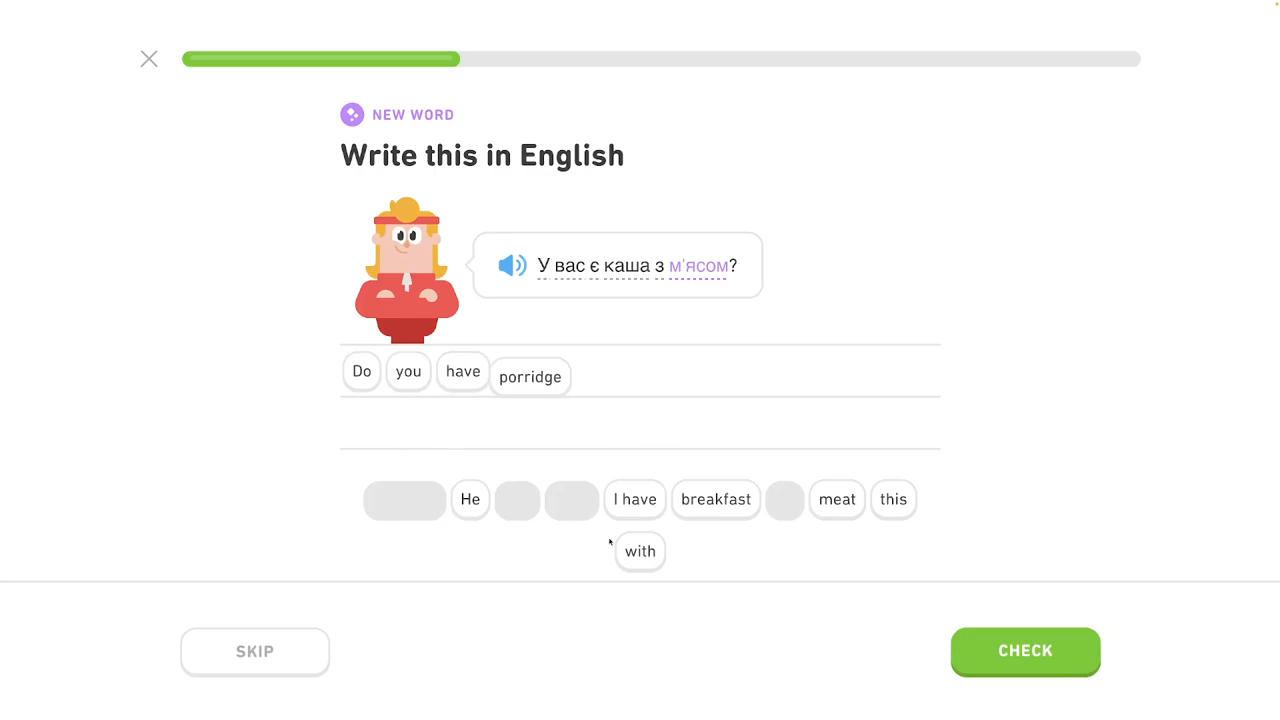 NEW WORD
Write this in English
У вас є каша з м'ясом?
Do you have porridge
He I have breakfast meat this
with
SKIP CHECK